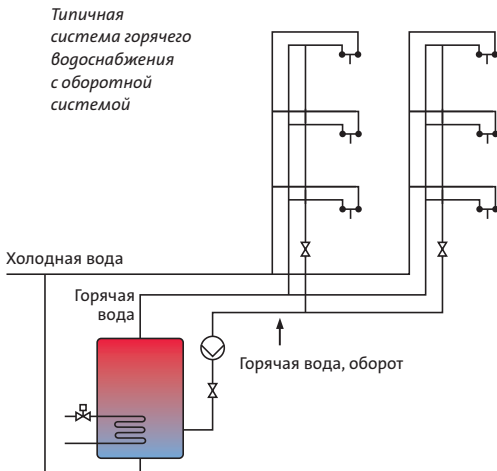 Типичная
система горячего
водоснабжения
с оборотной
системой
Холодная вода
Горячая
вода
Горячая вода, оборот